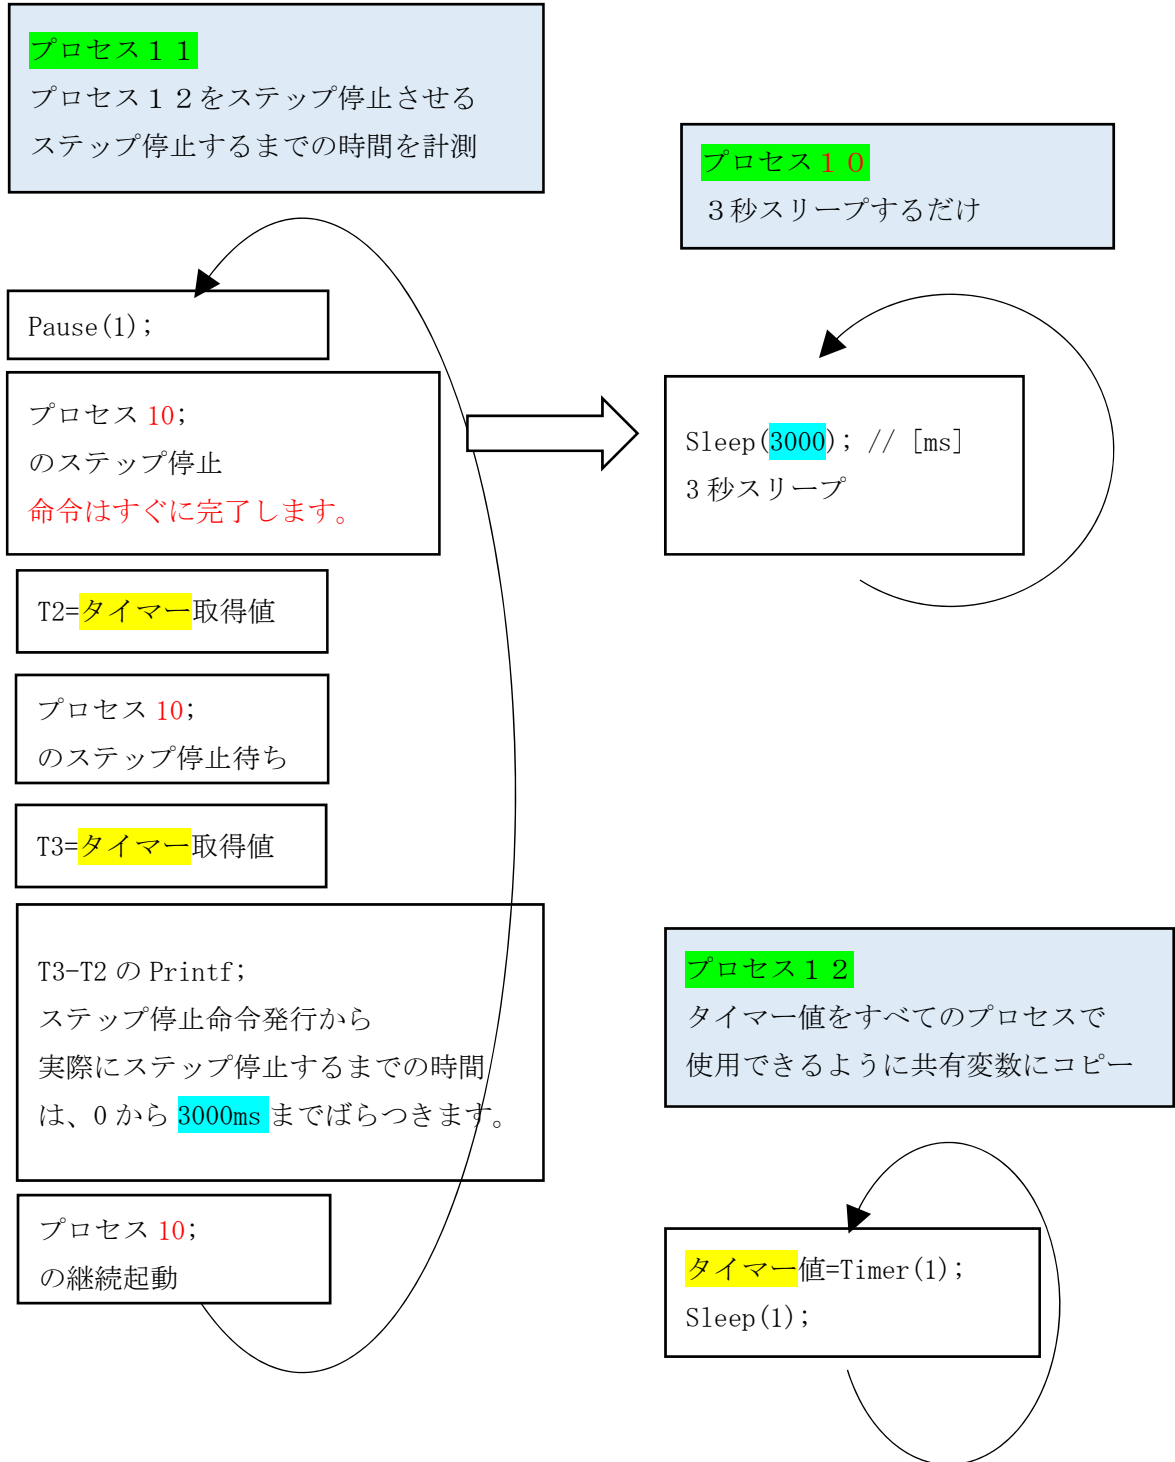 プロセス１１
プロセス１２をステップ停止させる
ステップ停止するまでの時間を計測
プロセス１０
３秒スリープするだけ
Pause(1);
プロセス 10;
のステップ停止
命令はすぐに完了します。
Sleep(3000); // [ms]
3 秒スリープ
T2=タイマー取得値
プロセス 10;
のステップ停止待ち
T3=タイマー取得値
T3-T2 の Printf;
ステップ停止命令発行から
実際にステップ停止するまでの時間
は、0 から 3000ms までばらつきます。
プロセス 10;
の継続起動
プロセス１２
タイマー値をすべてのプロセスで
使用できるように共有変数にコピー
タイマー値=Timer(1);
Sleep(1);